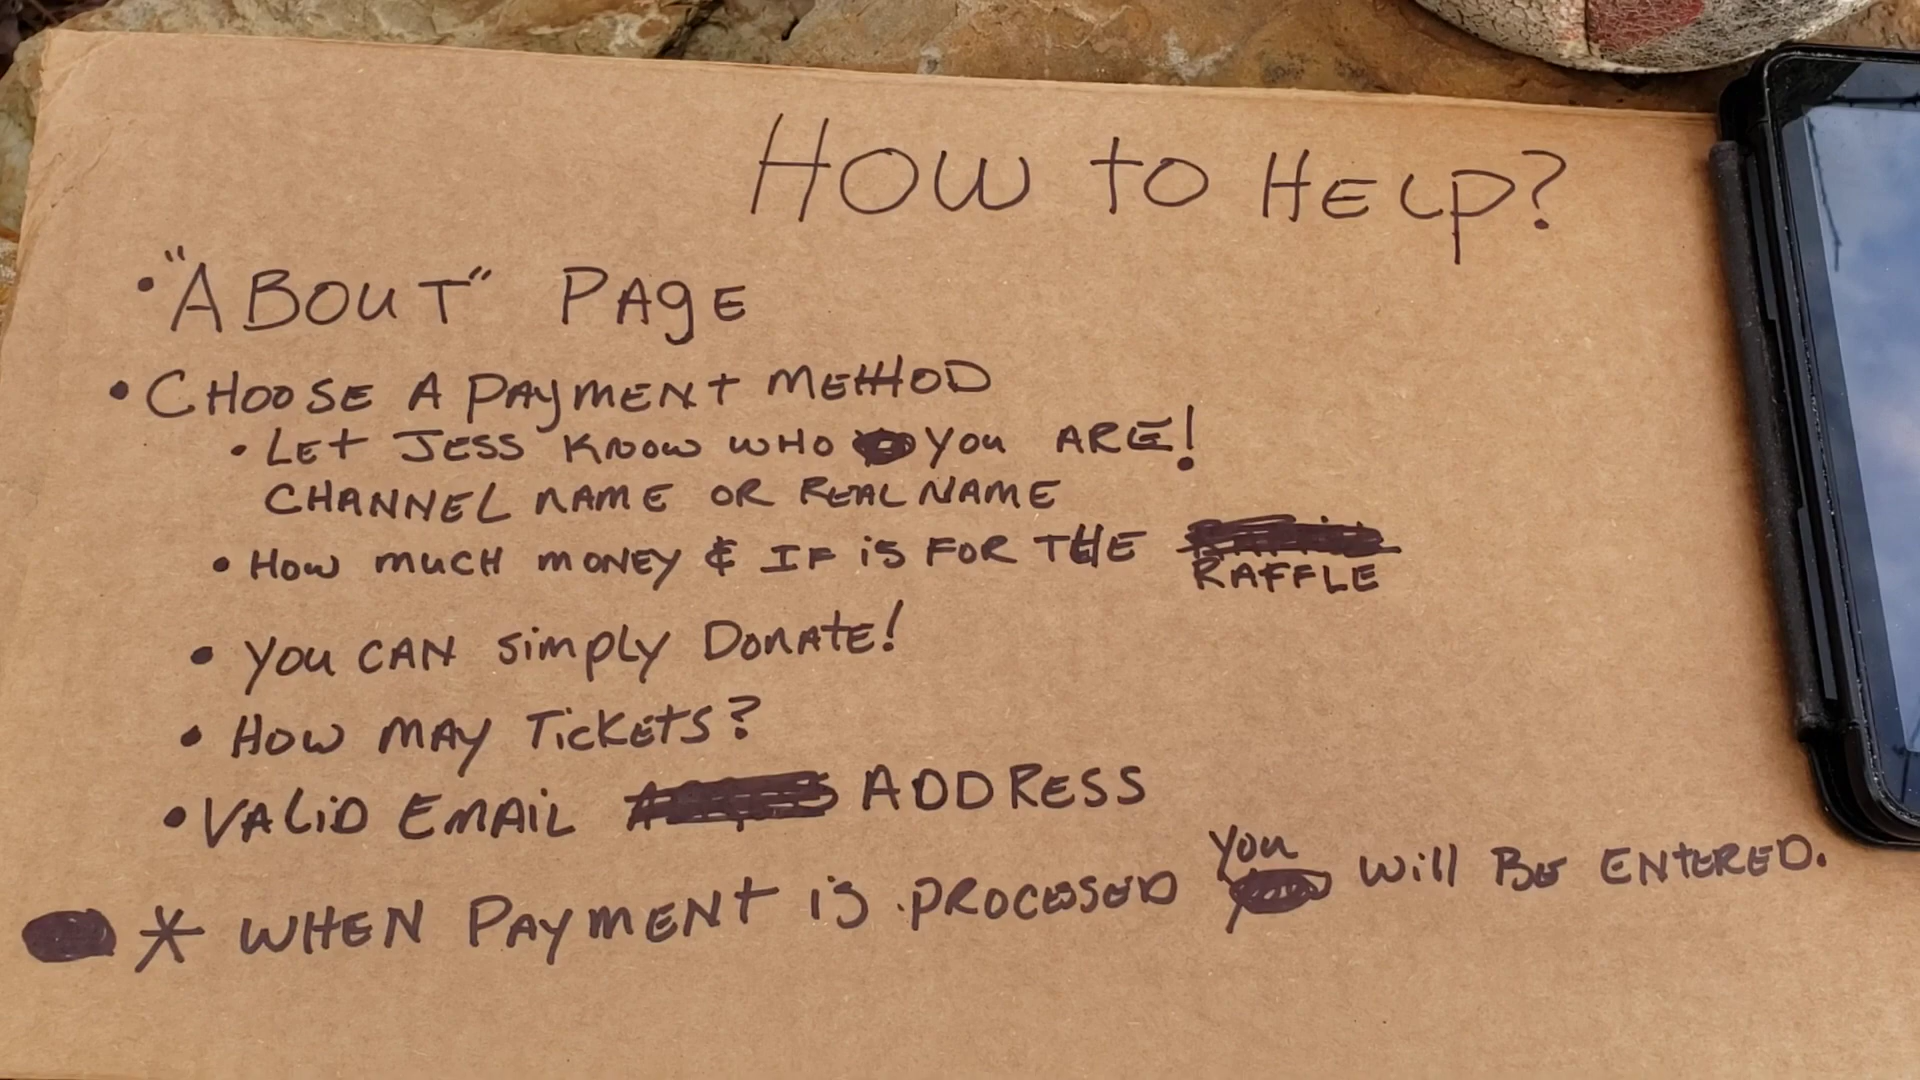 How to Help?
• "About" Page
• Choose a payment method
• Let Jess know who you are!
Channel name or real name
• How much money & if is for the
Raffle
• You can simply Donate!
• How may Tickets?
• Valid Email Address
* When payment is procesed you will be entered.